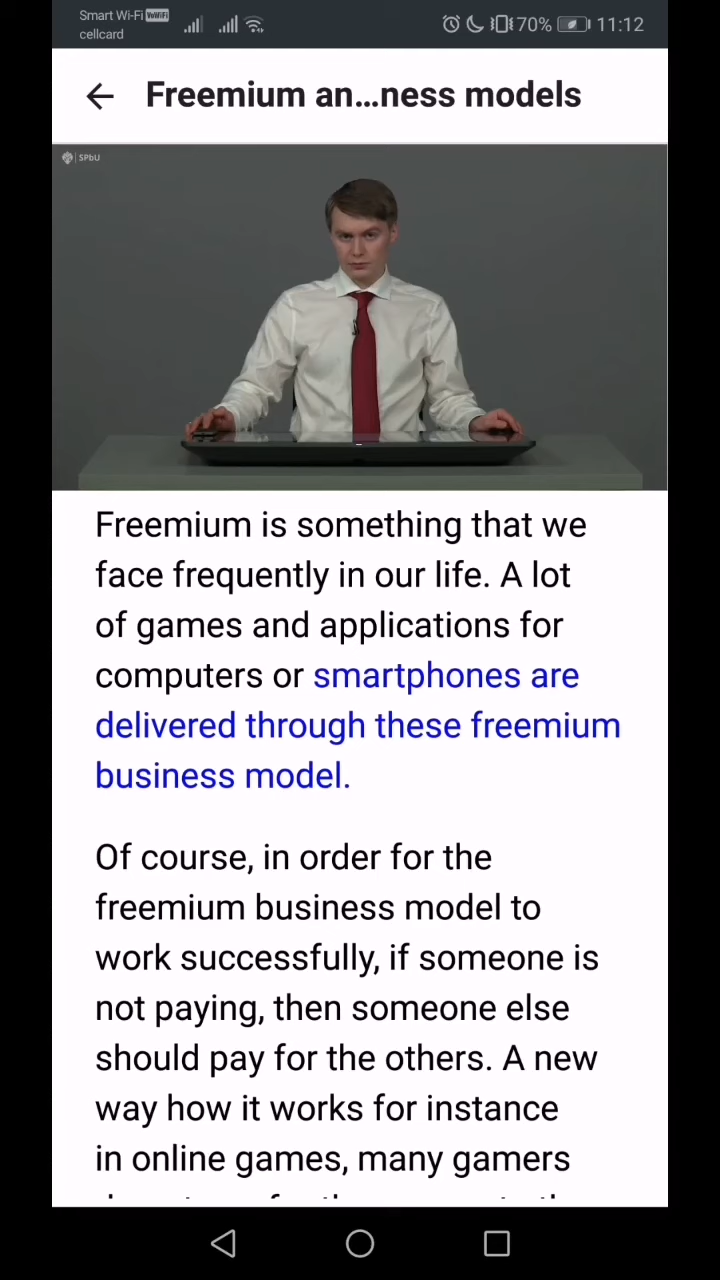 Smart Wi-Fi VoWiFi
cellcard
70%
11:12
Freemium an...ness models
SPbU
Freemium is something that we
face frequently in our life. A lot
of games and applications for
computers or smartphones are
delivered through these freemium
business model.
Of course, in order for the
freemium business model to
work successfully, if someone is
not paying, then someone else
should pay for the others. A new
way how it works for instance
in online games, many gamers